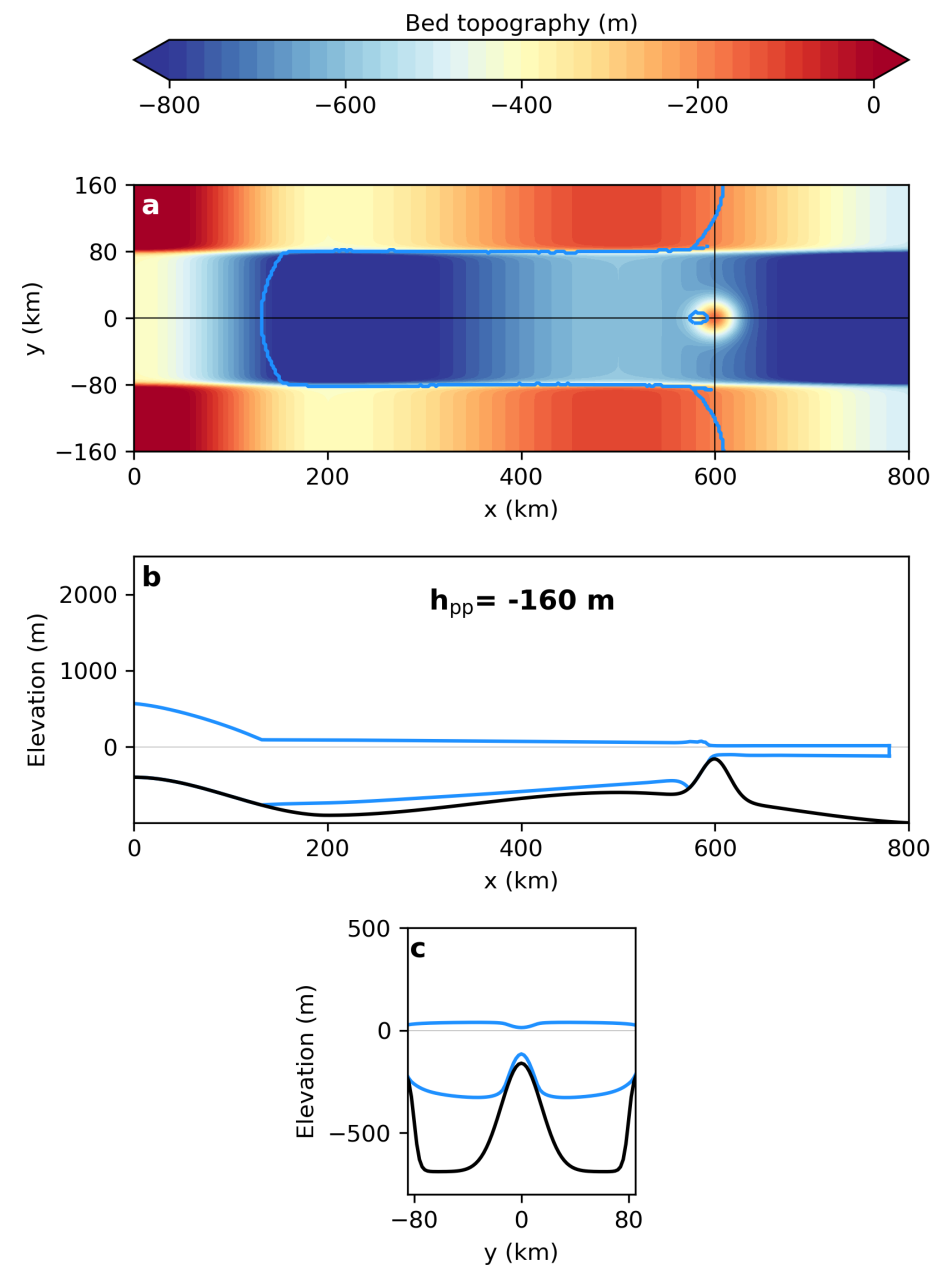 Bed topography (m)
−800 −600 −400 −200 0
160
a
80
0
−80
−160
y (km)
0 200 400 600 800
x (km)
b
h_pp= -160 m
2000
1000
0
Elevation (m)
0 200 400 600 800
x (km)
500
c
0
−500
Elevation (m)
−80 0 80
y (km)